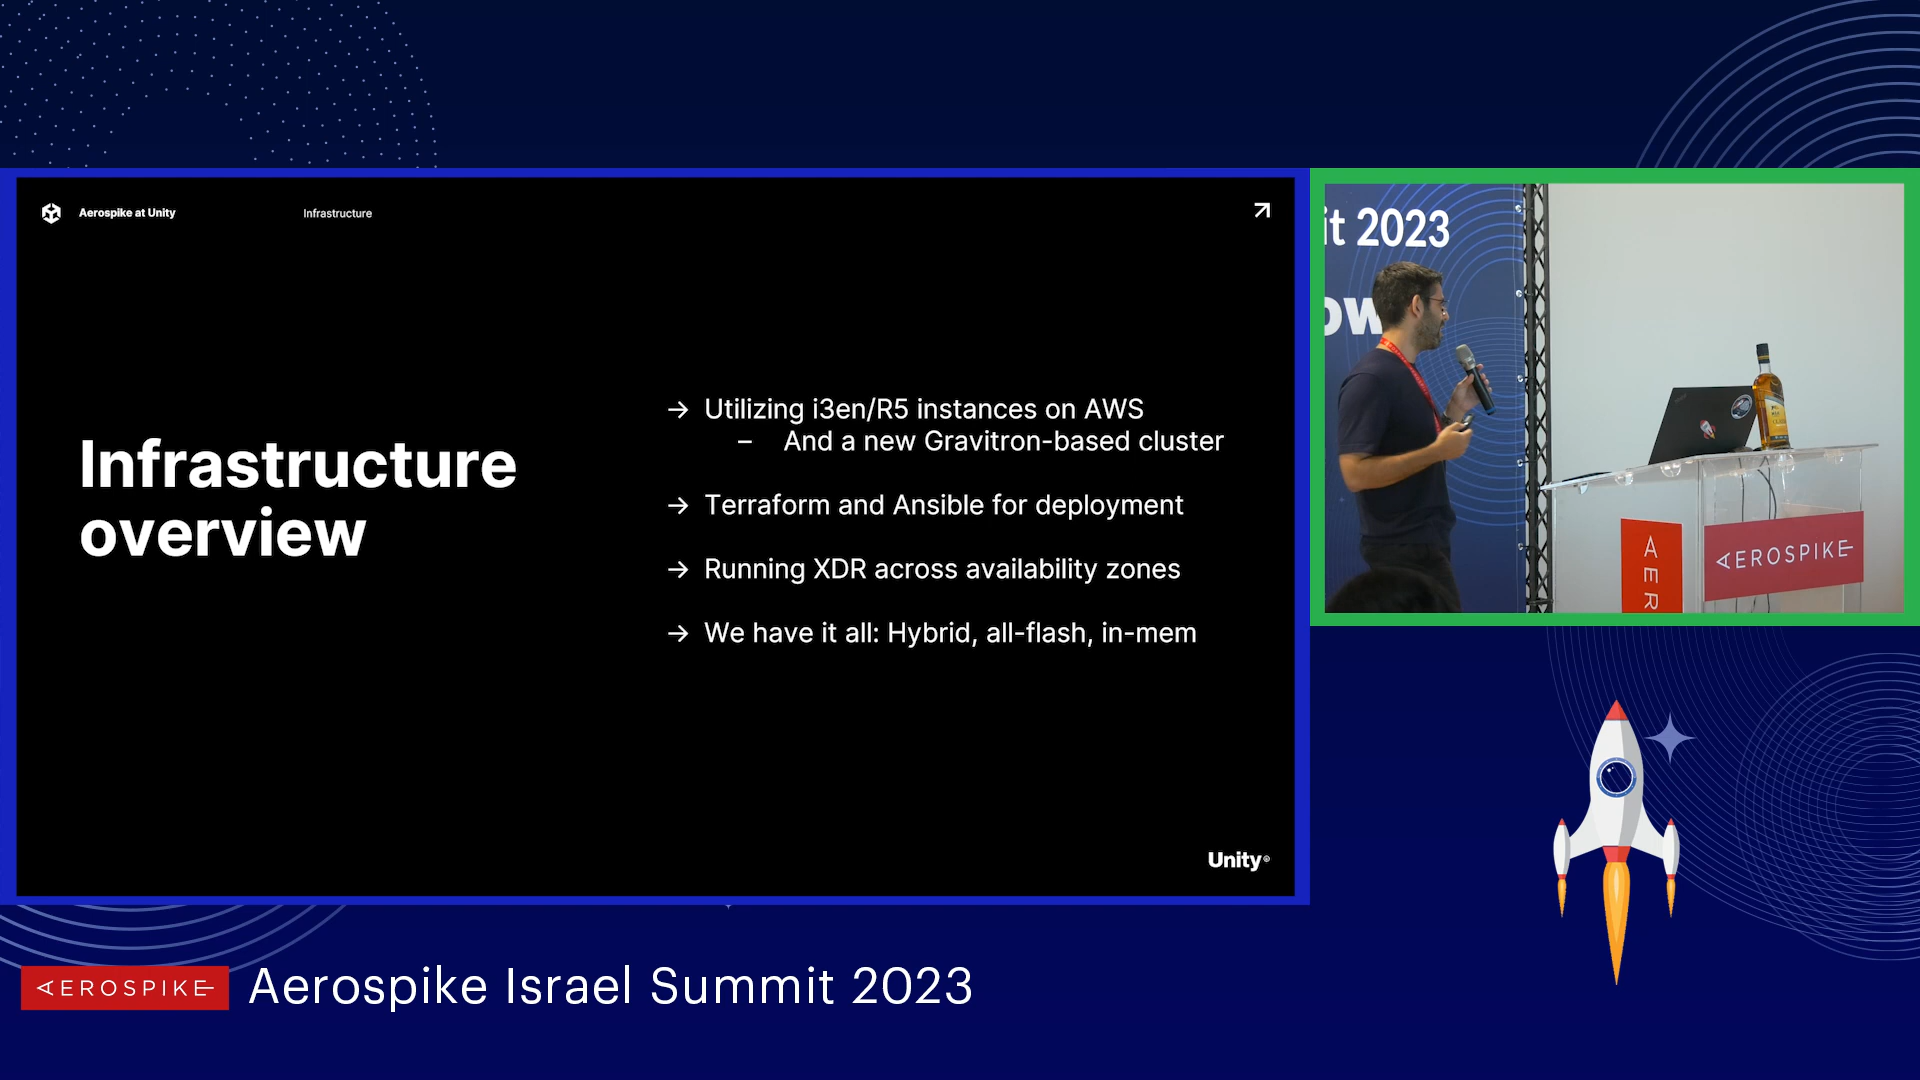 Aerospike at Unity
Infrastructure
Infrastructure
overview
→ Utilizing i3en/R5 instances on AWS
– And a new Gravitron-based cluster
→ Terraform and Ansible for deployment
→ Running XDR across availability zones
→ We have it all: Hybrid, all-flash, in-mem
Unity®
it 2023
ow
AER
AEROSPIKE
AEROSPIKE
Aerospike Israel Summit 2023